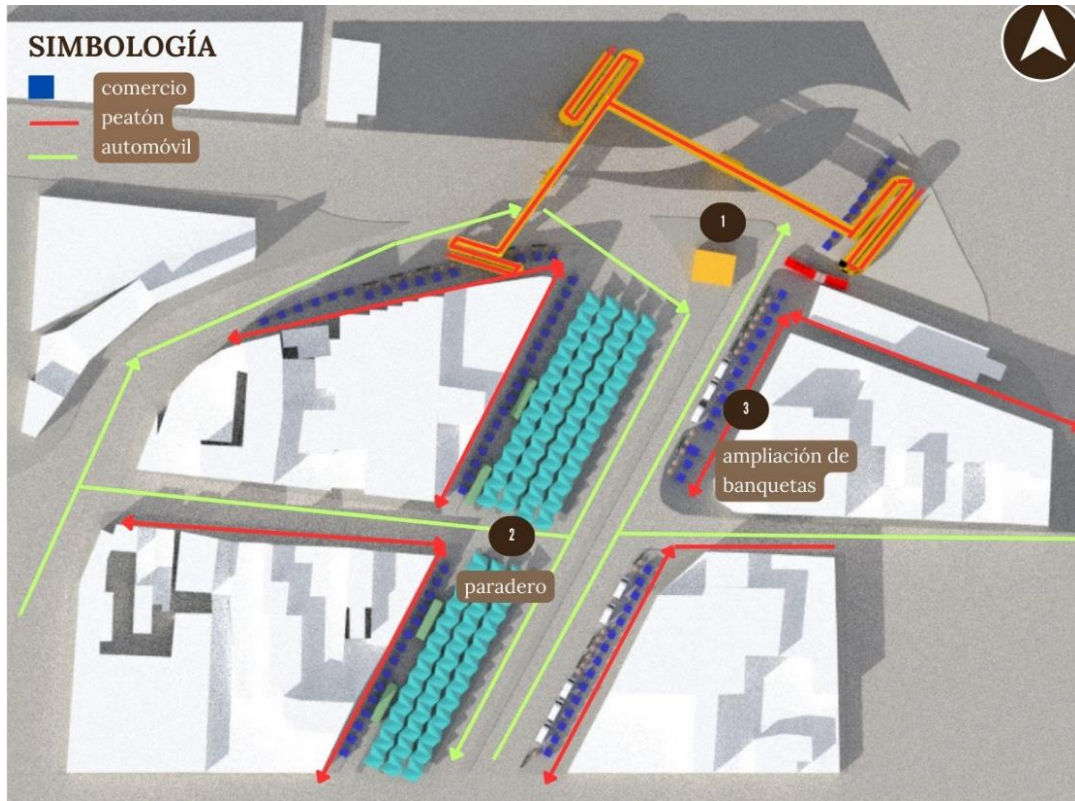 SIMBOLOGÍA
comercio
peatón
automóvil
1
3
ampliación de
banquetas
2
paradero